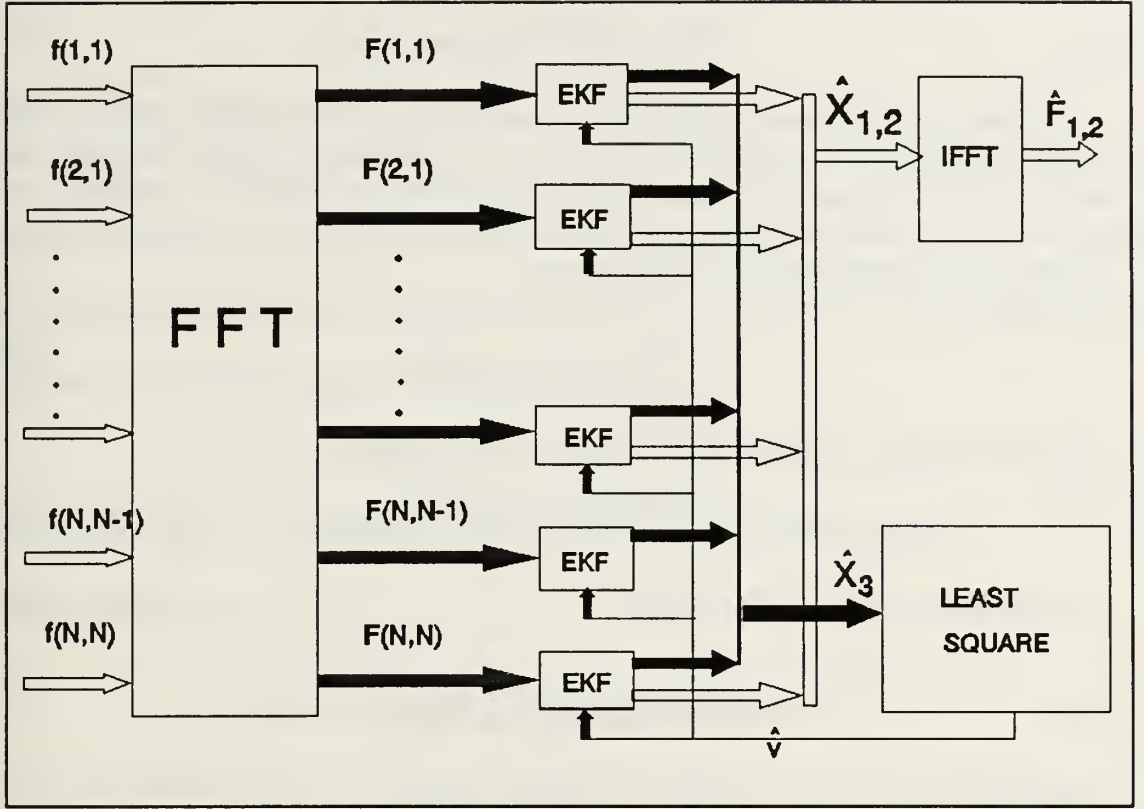 f(1,1)
F(1,1)
EKF
X̂1,2
F̂1,2
IFFT
f(2,1)
F(2,1)
EKF
FFT
EKF
f(N,N-1)
F(N,N-1)
EKF
X̂3
LEAST
SQUARE
f(N,N)
F(N,N)
EKF
v̂